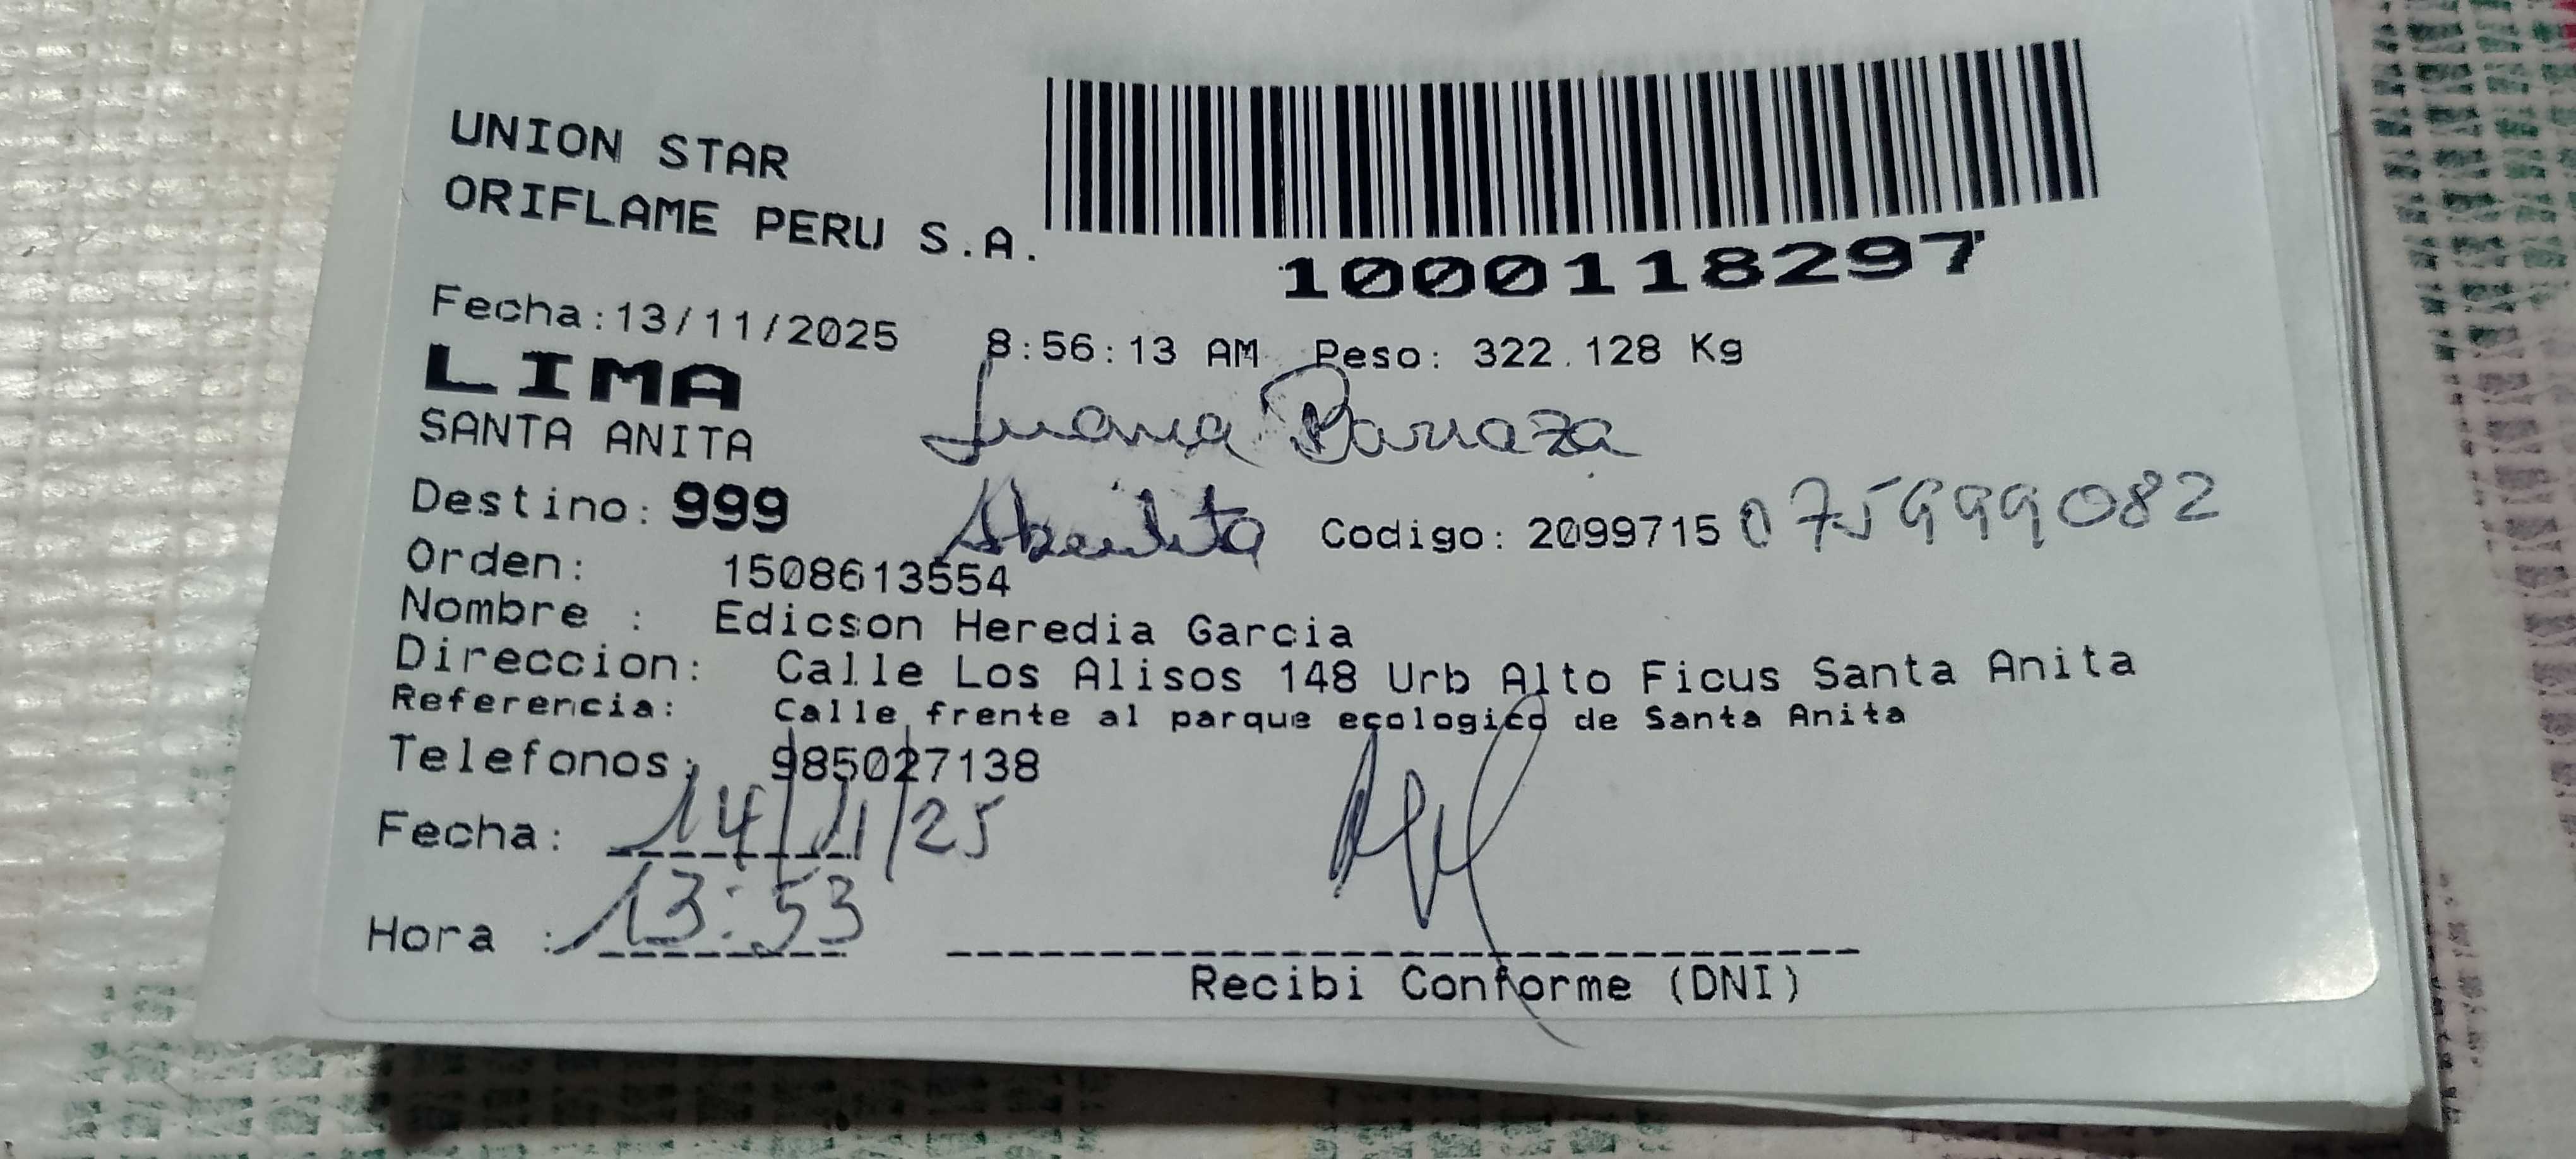 UNION STAR
ORIFLAME PERU S.A.
1000118297
Fecha:13/11/2025 8:56:13 AM Peso: 322.128 Kg
LIMA
SANTA ANITA
Juana Barraza
Destino: 999
Codigo: 2099715
Orden: 1508613554
Nombre : Edicson Heredia Garcia
Direccion: Calle Los Alisos 148 Urb Alto Ficus Santa Anita
Referencia: Calle frente al parque ecologico de Santa Anita
Telefonos: 985027138
Fecha: 14/11/25
Hora : 13:53
Recibi Conforme (DNI)